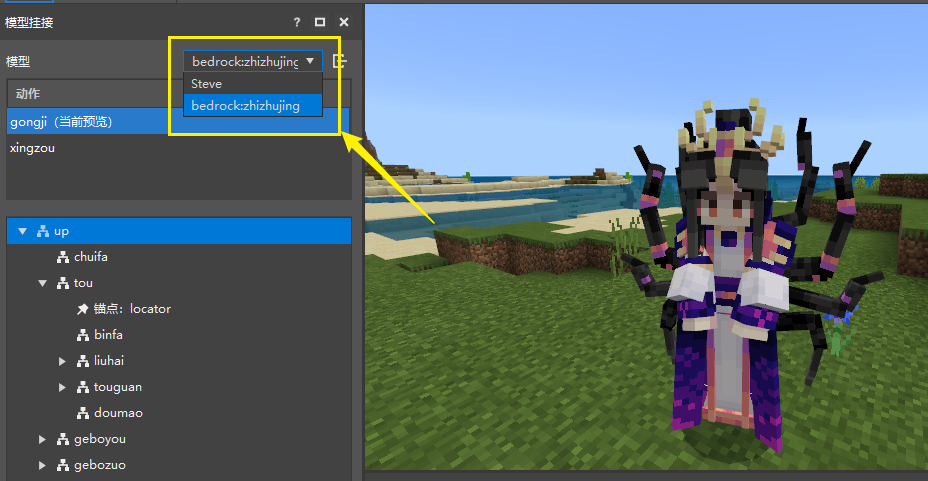 模型挂接 ?
模型 bedrock:zhizhujing
Steve
动作
bedrock:zhizhujing
gongji（当前预览）
xingzou
up
chuifa
tou
锚点：locator
binfa
liuhai
touguan
doumao
geboyou
gebozuo